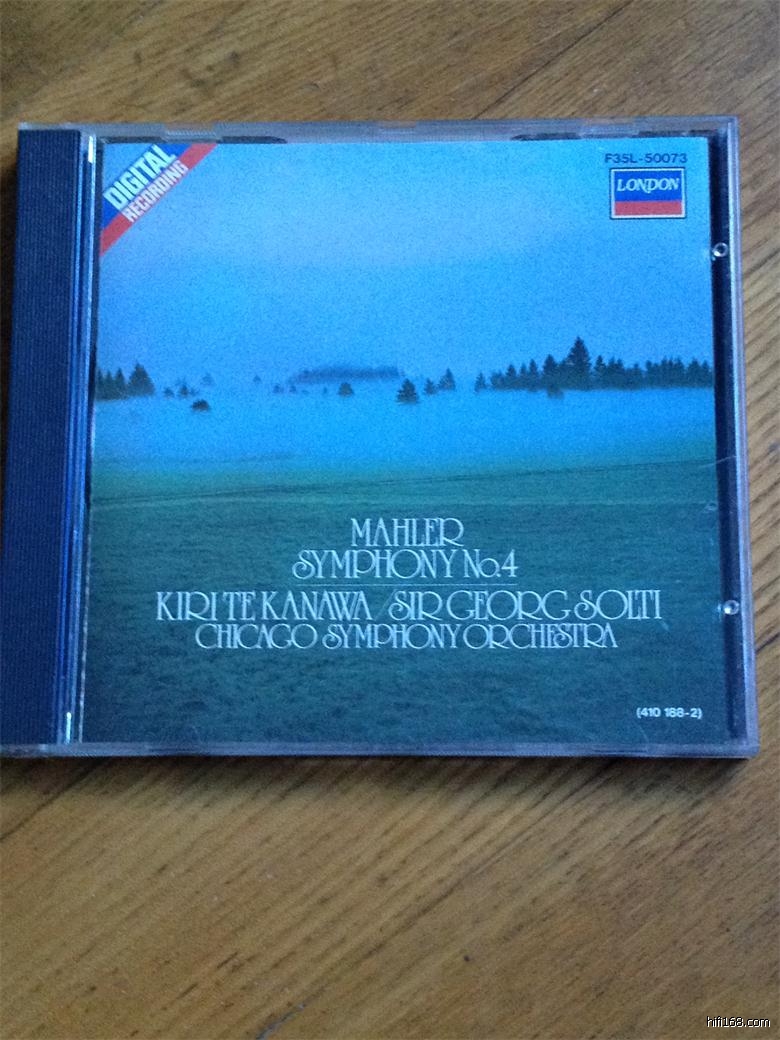 DIGITAL
RECORDING
F35L-50073
LONDON
MAHLER
SYMPHONY No.4
KIRI TE KANAWA / SIR GEORG SOLTI
CHICAGO SYMPHONY ORCHESTRA
(410 188-2)
hifi168.com